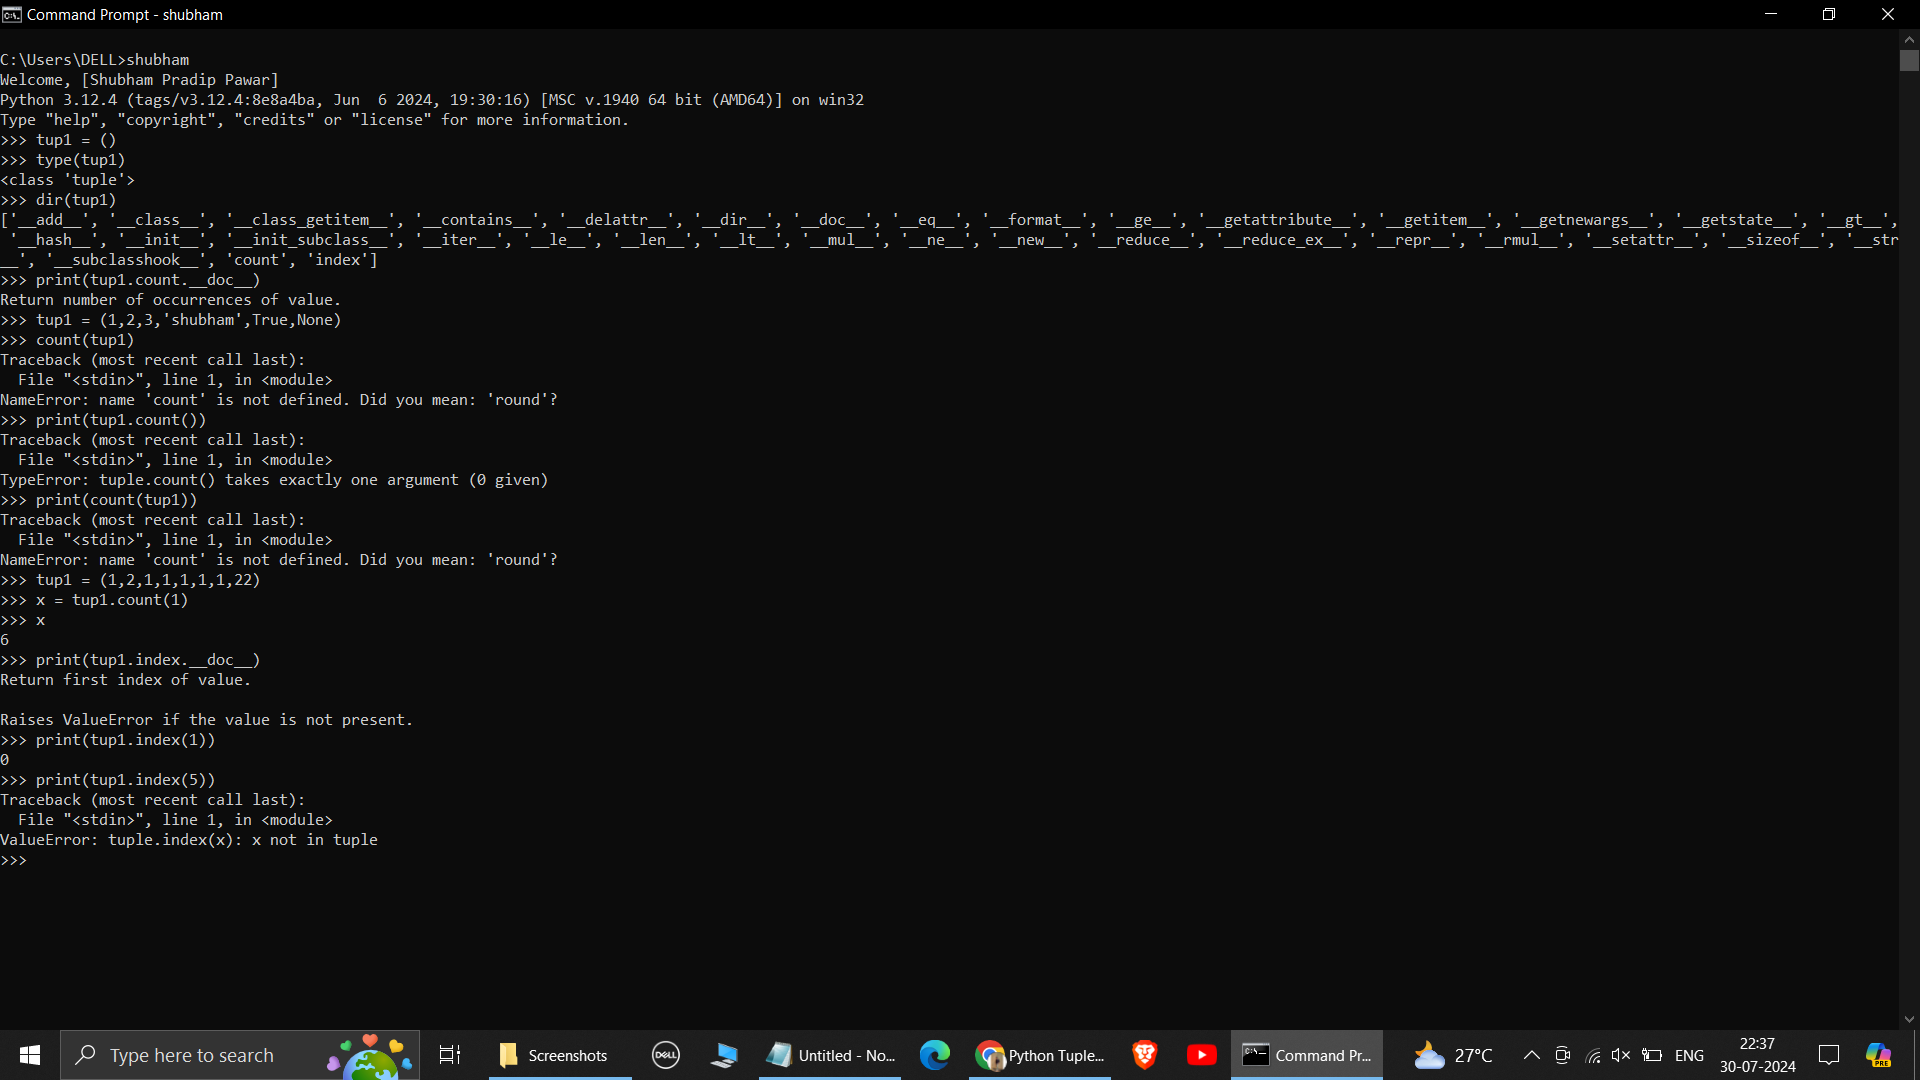 Command Prompt - shubham
C:\Users\DELL>shubham
Welcome, [Shubham Pradip Pawar]
Python 3.12.4 (tags/v3.12.4:8e8a4ba, Jun  6 2024, 19:30:16) [MSC v.1940 64 bit (AMD64)] on win32
Type "help", "copyright", "credits" or "license" for more information.
>>> tup1 = ()
>>> type(tup1)
<class 'tuple'>
>>> dir(tup1)
['__add__', '__class__', '__class_getitem__', '__contains__', '__delattr__', '__dir__', '__doc__', '__eq__', '__format__', '__ge__', '__getattribute__', '__getitem__', '__getnewargs__', '__getstate__', '__gt__',
 '__hash__', '__init__', '__init_subclass__', '__iter__', '__le__', '__len__', '__lt__', '__mul__', '__ne__', '__new__', '__reduce__', '__reduce_ex__', '__repr__', '__rmul__', '__setattr__', '__sizeof__', '__str
__', '__subclasshook__', 'count', 'index']
>>> print(tup1.count.__doc__)
Return number of occurrences of value.
>>> tup1 = (1,2,3,'shubham',True,None)
>>> count(tup1)
Traceback (most recent call last):
  File "<stdin>", line 1, in <module>
NameError: name 'count' is not defined. Did you mean: 'round'?
>>> print(tup1.count())
Traceback (most recent call last):
  File "<stdin>", line 1, in <module>
TypeError: tuple.count() takes exactly one argument (0 given)
>>> print(count(tup1))
Traceback (most recent call last):
  File "<stdin>", line 1, in <module>
NameError: name 'count' is not defined. Did you mean: 'round'?
>>> tup1 = (1,2,1,1,1,1,1,22)
>>> x = tup1.count(1)
>>> x
6
>>> print(tup1.index.__doc__)
Return first index of value.
Raises ValueError if the value is not present.
>>> print(tup1.index(1))
0
>>> print(tup1.index(5))
Traceback (most recent call last):
  File "<stdin>", line 1, in <module>
ValueError: tuple.index(x): x not in tuple
>>>
Type here to search
Screenshots
DELL
Untitled - No...
Python Tuple...
Command Pr...
27°C
ENG
22:37
30-07-2024
PRE